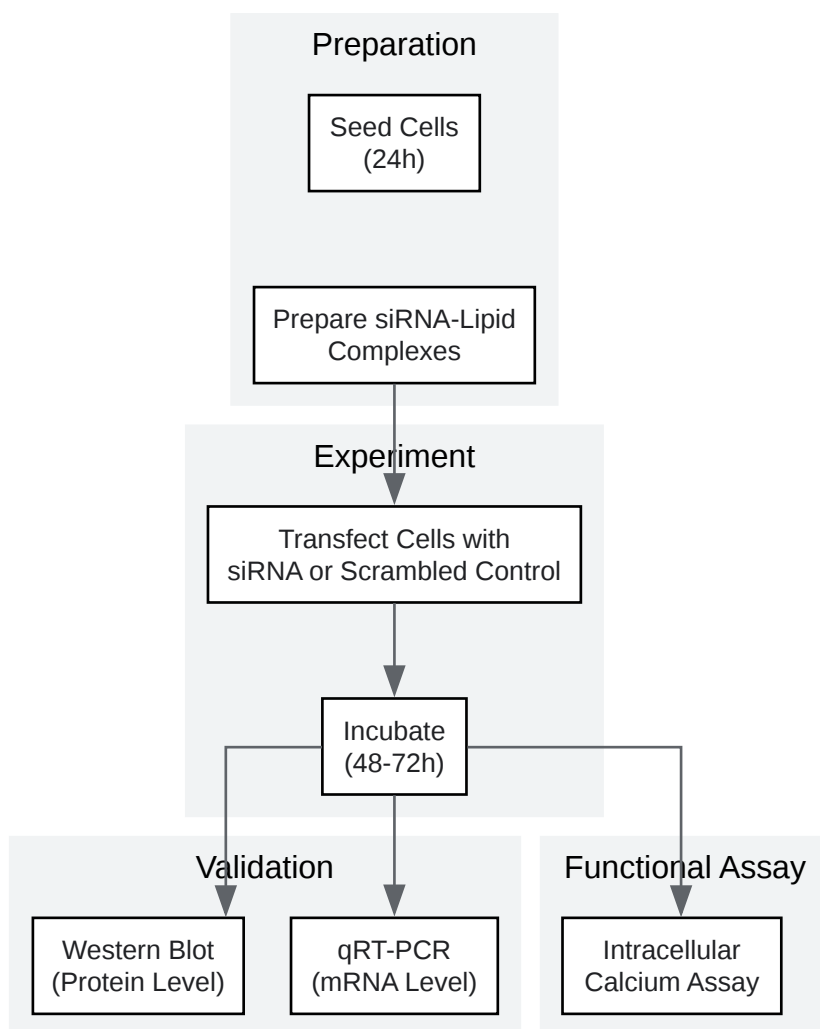 Preparation
Seed Cells
(24h)
Prepare siRNA-Lipid
Complexes
Experiment
Transfect Cells with
siRNA or Scrambled Control
Incubate
(48-72h)
Validation
Functional Assay
Western Blot
(Protein Level)
qRT-PCR
(mRNA Level)
Intracellular
Calcium Assay